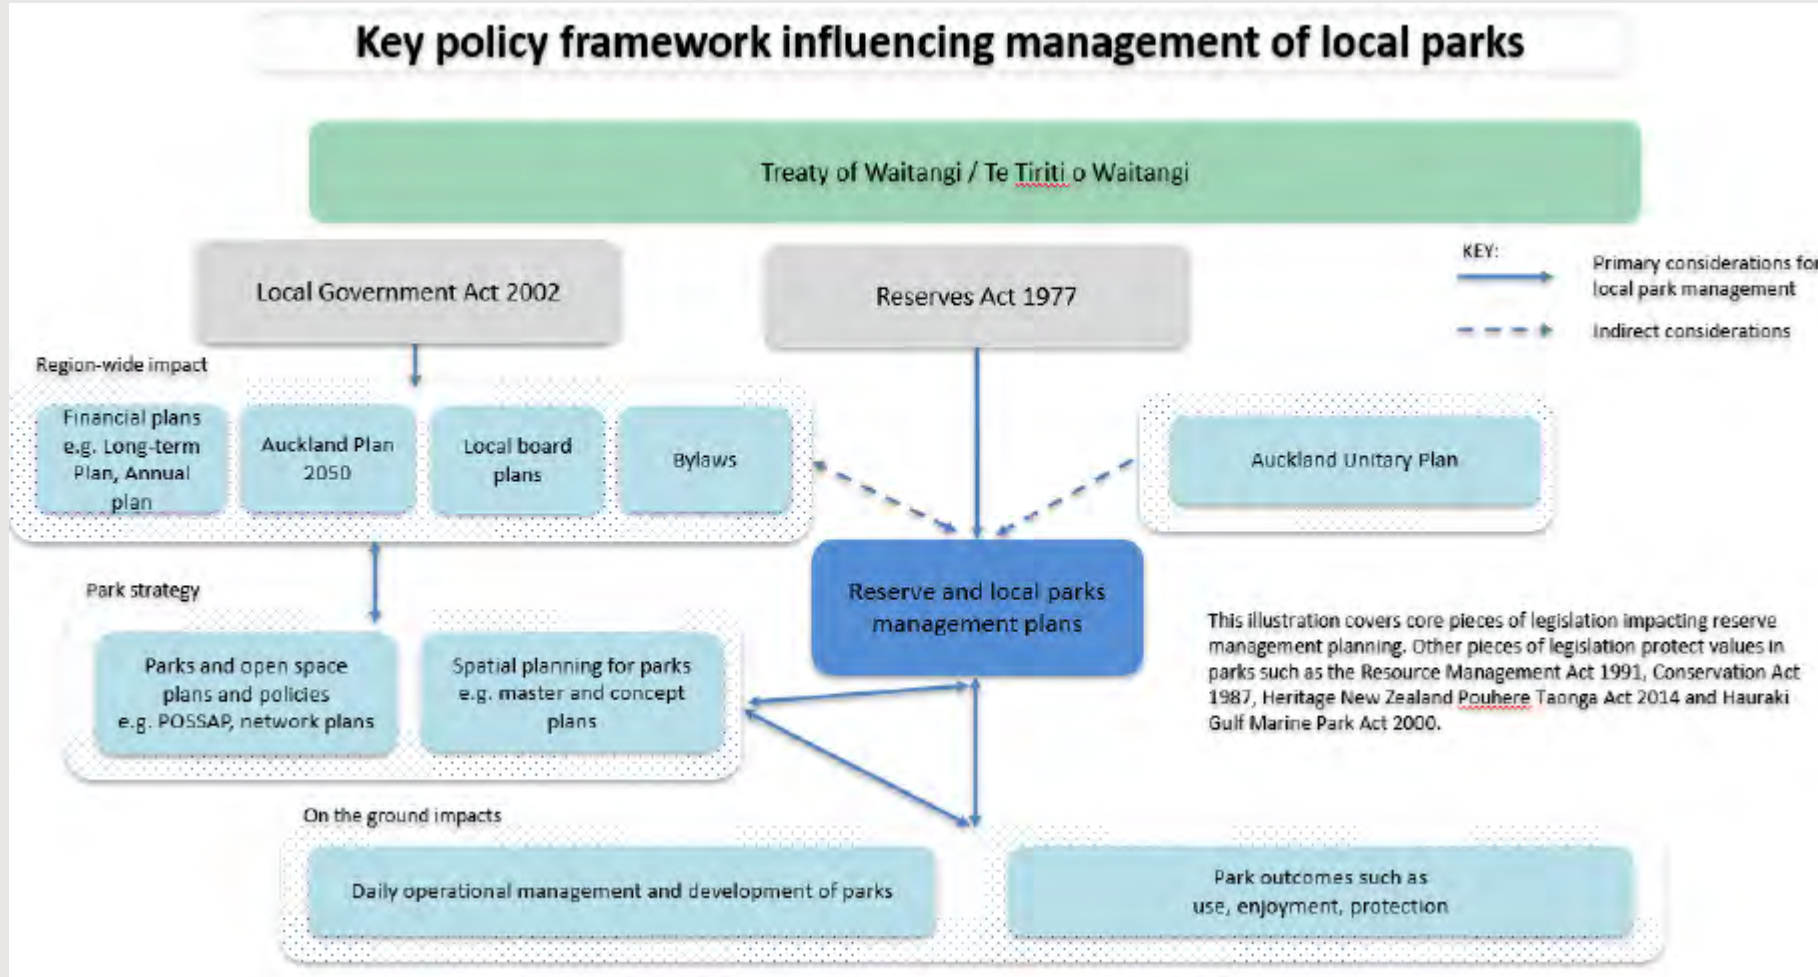 Key policy framework influencing management of local parks
Treaty of Waitangi / Te Tiriti o Waitangi
Local Government Act 2002
Reserves Act 1977
KEY:
Primary considerations for
local park management
Indirect considerations
Region-wide impact
Financial plans
e.g. Long-term
Plan, Annual
plan
Auckland Plan
2050
Local board
plans
Bylaws
Auckland Unitary Plan
Reserve and local parks
management plans
Park strategy
Parks and open space
plans and policies
e.g. POSSAP, network plans
Spatial planning for parks
e.g. master and concept
plans
This illustration covers core pieces of legislation impacting reserve
management planning. Other pieces of legislation protect values in
parks such as the Resource Management Act 1991, Conservation Act
1987, Heritage New Zealand Pouhere Taonga Act 2014 and Hauraki
Gulf Marine Park Act 2000.
On the ground impacts
Daily operational management and development of parks
Park outcomes such as
use, enjoyment, protection